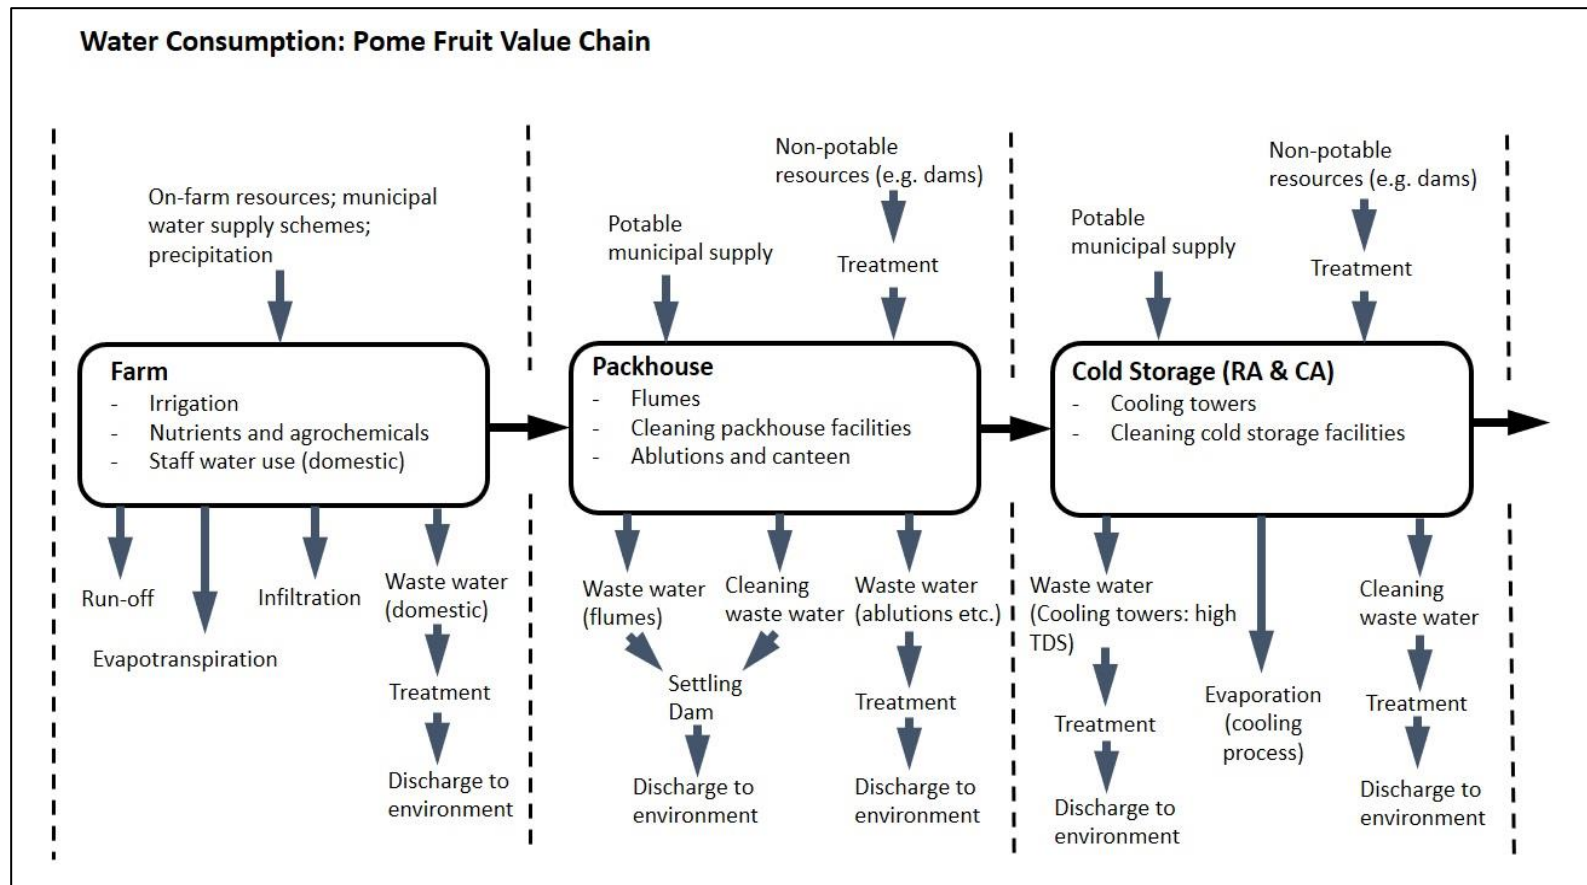 Water Consumption: Pome Fruit Value Chain
On-farm resources; municipal
water supply schemes;
precipitation
Farm
- Irrigation
- Nutrients and agrochemicals
- Staff water use (domestic)
Run-off
Evapotranspiration
Infiltration
Waste water
(domestic)
Treatment
Discharge to
environment
Potable
municipal supply
Non-potable
resources (e.g. dams)
Treatment
Packhouse
- Flumes
- Cleaning packhouse facilities
- Ablutions and canteen
Waste water
(flumes)
Cleaning
waste water
Settling
Dam
Discharge to
environment
Waste water
(ablutions etc.)
Treatment
Discharge to
environment
Potable
municipal supply
Non-potable
resources (e.g. dams)
Treatment
Cold Storage (RA & CA)
- Cooling towers
- Cleaning cold storage facilities
Waste water
(Cooling towers: high
TDS)
Treatment
Discharge to
environment
Evaporation
(cooling
process)
Cleaning
waste water
Treatment
Discharge to
environment